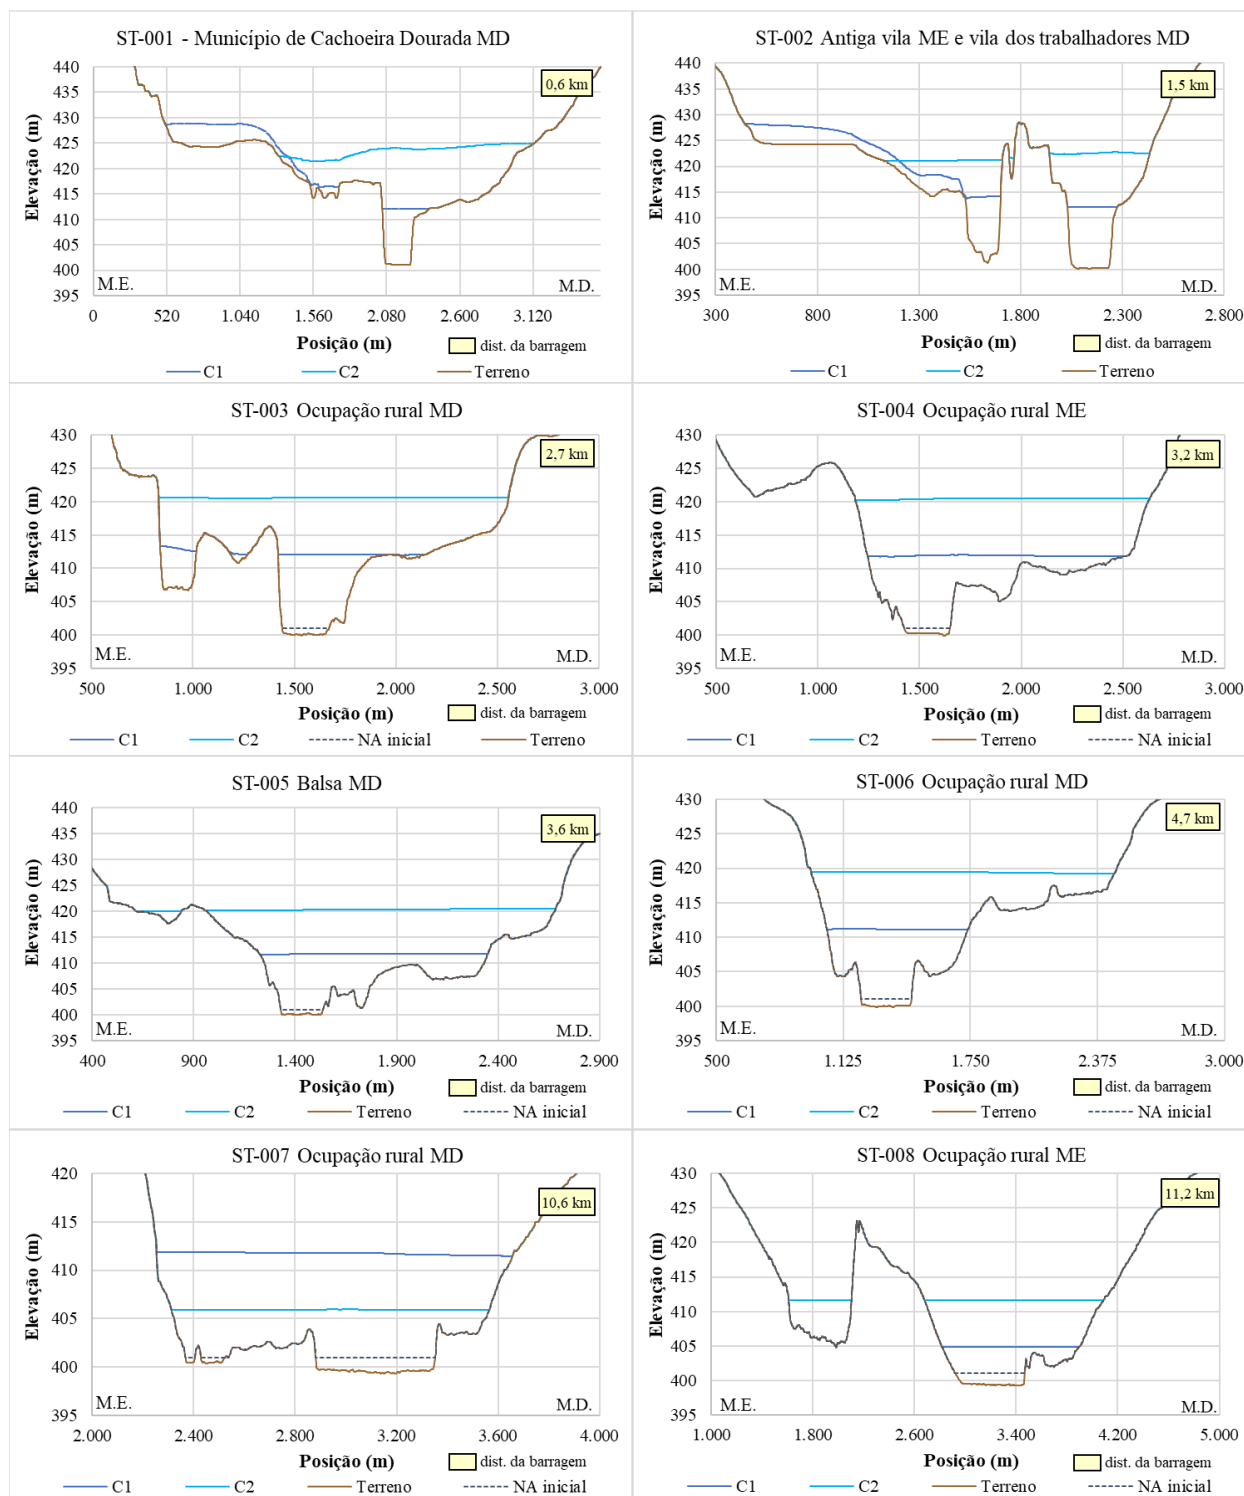 ST-001 - Município de Cachoeira Dourada MD
440
435
430
425
420
415
410
405
400
395
Elevação (m)
0,6 km
M.E.
M.D.
0 520 1.040 1.560 2.080 2.600 3.120
Posição (m)
dist. da barragem
C1 C2 Terreno
ST-002 Antiga vila ME e vila dos trabalhadores MD
440
435
430
425
420
415
410
405
400
395
Elevação (m)
1,5 km
M.E.
M.D.
300 800 1.300 1.800 2.300 2.800
Posição (m)
dist. da barragem
C1 C2 Terreno
ST-003 Ocupação rural MD
430
425
420
415
410
405
400
395
Elevação (m)
2,7 km
M.E.
M.D.
500 1.000 1.500 2.000 2.500 3.000
Posição (m)
dist. da barragem
C1 C2 NA inicial Terreno
ST-004 Ocupação rural ME
430
425
420
415
410
405
400
395
Elevação (m)
3,2 km
M.E.
M.D.
500 1.000 1.500 2.000 2.500 3.000
Posição (m)
dist. da barragem
C1 C2 Terreno NA inicial
ST-005 Balsa MD
440
435
430
425
420
415
410
405
400
395
Elevação (m)
3,6 km
M.E.
M.D.
400 900 1.400 1.900 2.400 2.900
Posição (m)
dist. da barragem
C1 C2 Terreno NA inicial
ST-006 Ocupação rural MD
430
425
420
415
410
405
400
395
Elevação (m)
4,7 km
M.E.
M.D.
500 1.125 1.750 2.375 3.000
Posição (m)
dist. da barragem
C1 C2 Terreno NA inicial
ST-007 Ocupação rural MD
420
415
410
405
400
395
Elevação (m)
10,6 km
M.E.
M.D.
2.000 2.400 2.800 3.200 3.600 4.000
Posição (m)
dist. da barragem
C1 C2 Terreno NA inicial
ST-008 Ocupação rural ME
430
425
420
415
410
405
400
395
Elevação (m)
11,2 km
M.E.
M.D.
1.000 1.800 2.600 3.400 4.200 5.000
Posição (m)
dist. da barragem
C1 C2 Terreno NA inicial